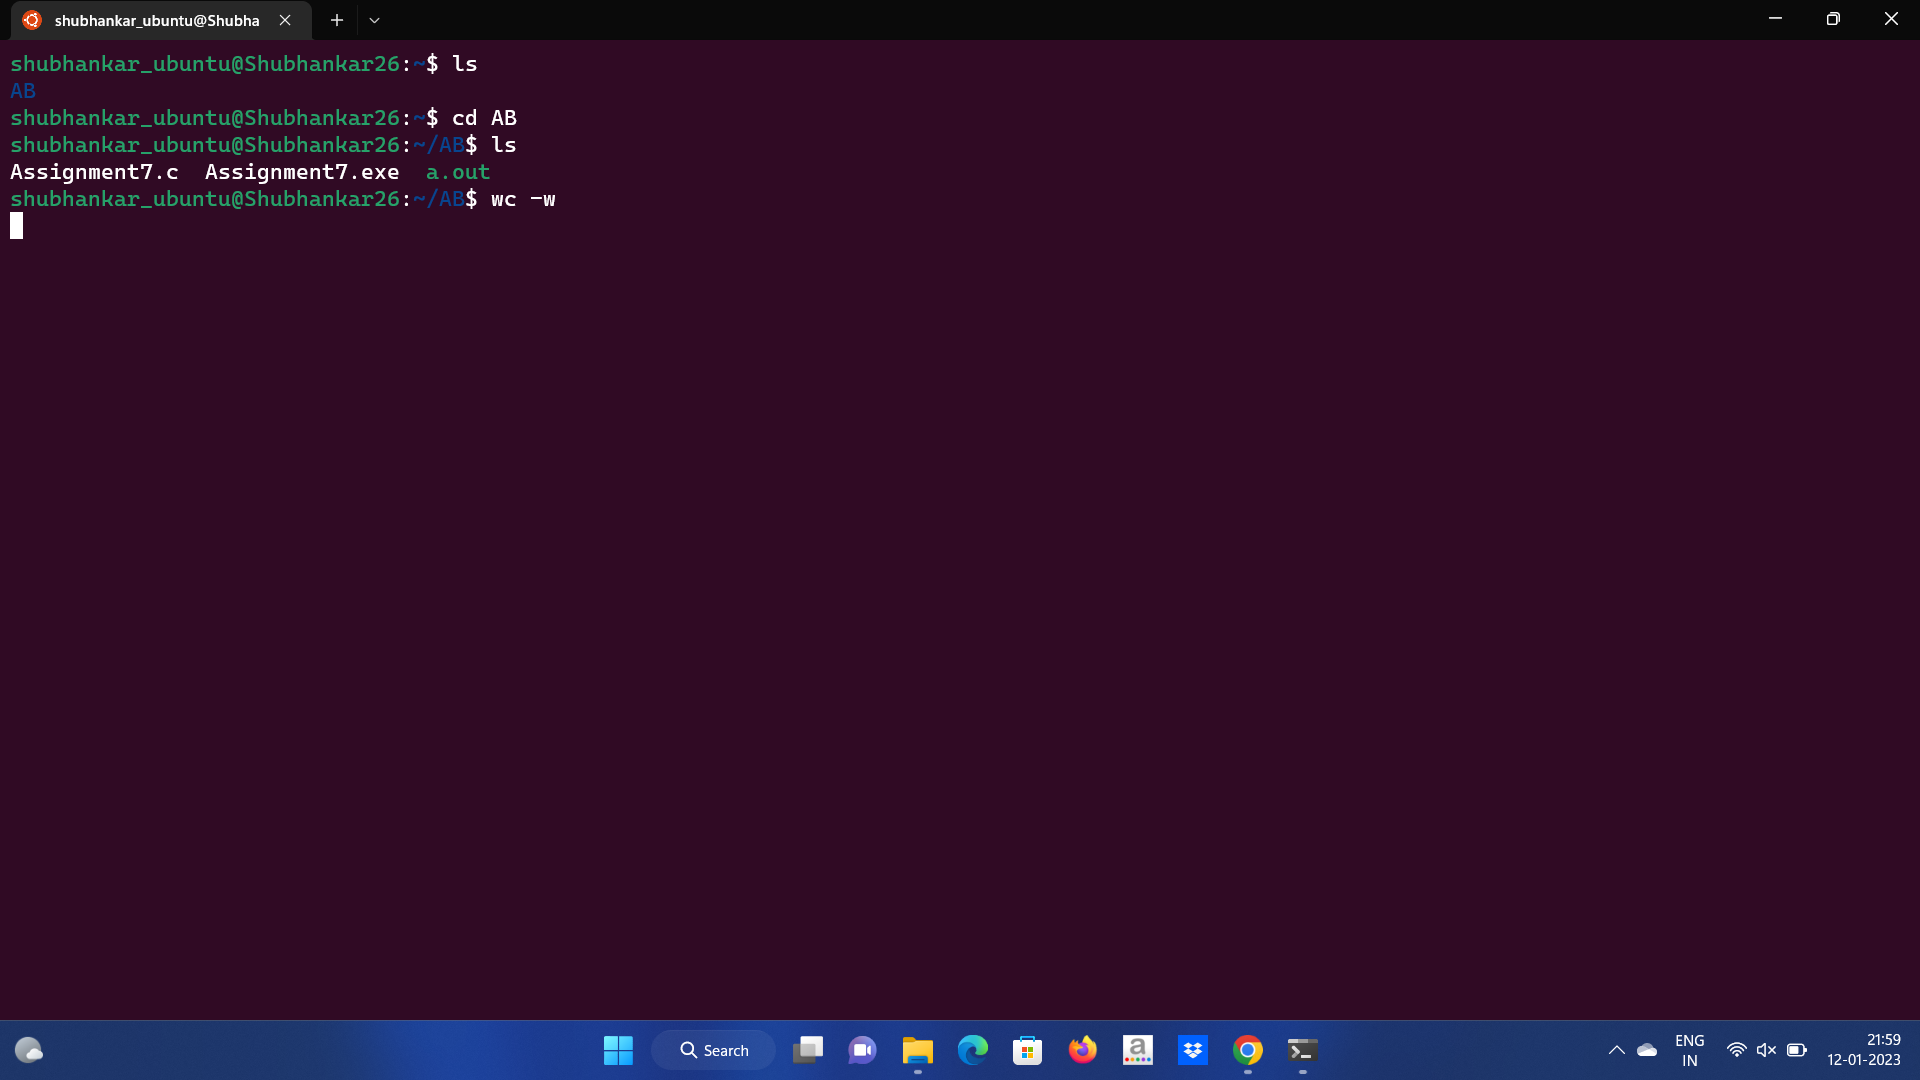 shubhankar_ubuntu@Shubha
shubhankar_ubuntu@Shubhankar26:~$ ls
AB
shubhankar_ubuntu@Shubhankar26:~$ cd AB
shubhankar_ubuntu@Shubhankar26:~/AB$ ls
Assignment7.c  Assignment7.exe  a.out
shubhankar_ubuntu@Shubhankar26:~/AB$ wc -w
Search
a
ENG
IN
21:59
12-01-2023